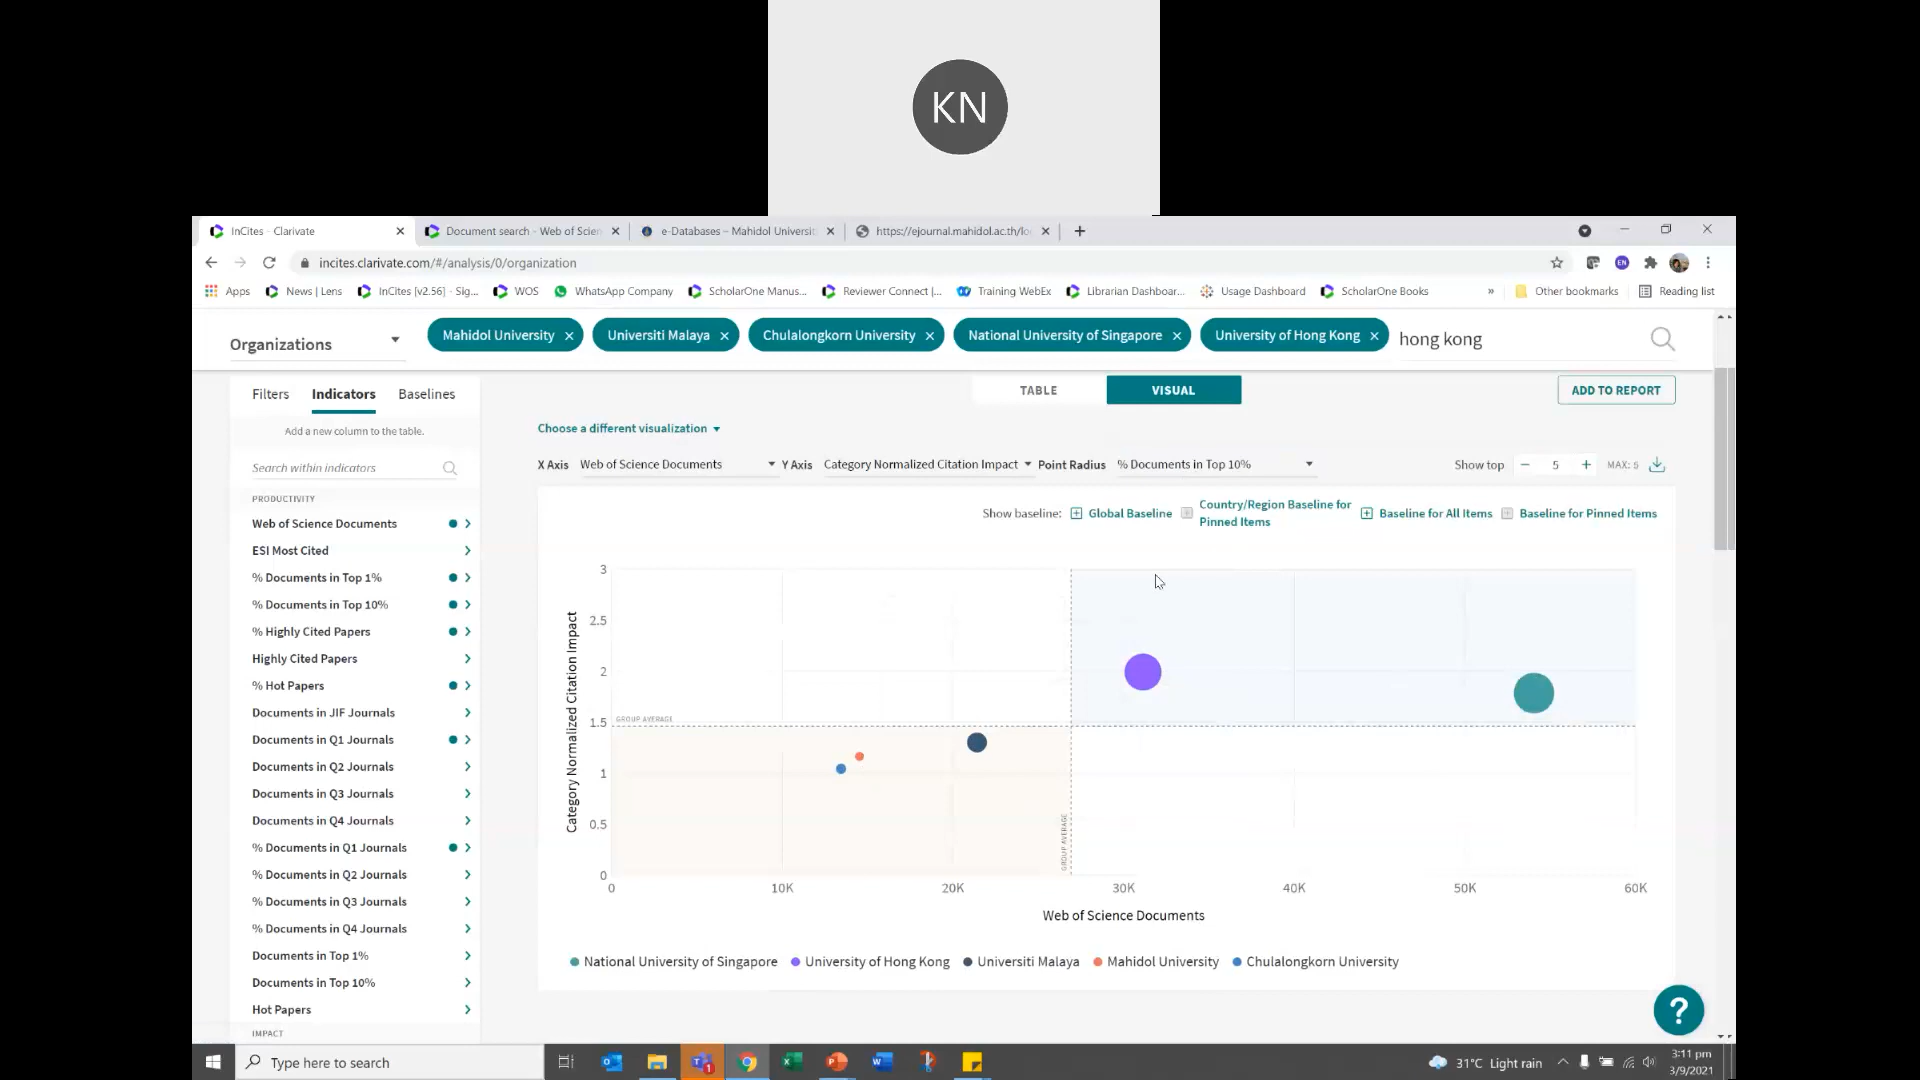 KN
InCites - Clarivate
Document search - Web of Scien
e-Databases – Mahidol Universit
https://ejournal.mahidol.ac.th/lo
incites.clarivate.com/#/analysis/0/organization
EN
Apps
News | Lens
InCites [v2.56] - Sig...
WOS
WhatsApp Company
ScholarOne Manus...
Reviewer Connect |...
Training WebEx
Librarian Dashboar...
Usage Dashboard
ScholarOne Books
»
Other bookmarks
Reading list
Organizations
Mahidol University
Universiti Malaya
Chulalongkorn University
National University of Singapore
University of Hong Kong
hong kong
Filters
Indicators
Baselines
TABLE
VISUAL
ADD TO REPORT
Add a new column to the table.
Choose a different visualization
Search within indicators
X Axis Web of Science Documents
Y Axis Category Normalized Citation Impact
Point Radius % Documents in Top 10%
Show top - 5 + MAX: 5
PRODUCTIVITY
Web of Science Documents
ESI Most Cited
% Documents in Top 1%
% Documents in Top 10%
% Highly Cited Papers
Highly Cited Papers
% Hot Papers
Documents in JIF Journals
Documents in Q1 Journals
Documents in Q2 Journals
Documents in Q3 Journals
Documents in Q4 Journals
% Documents in Q1 Journals
% Documents in Q2 Journals
% Documents in Q3 Journals
% Documents in Q4 Journals
Documents in Top 1%
Documents in Top 10%
Hot Papers
IMPACT
Show baseline:
Global Baseline
Country/Region Baseline for
Pinned Items
Baseline for All Items
Baseline for Pinned Items
Category Normalized Citation Impact
3
2.5
2
1.5
1
0.5
0
GROUP AVERAGE
GROUP AVERAGE
0
10K
20K
30K
40K
50K
60K
Web of Science Documents
National University of Singapore
University of Hong Kong
Universiti Malaya
Mahidol University
Chulalongkorn University
?
Type here to search
1
31°C Light rain
3:11 pm
3/9/2021